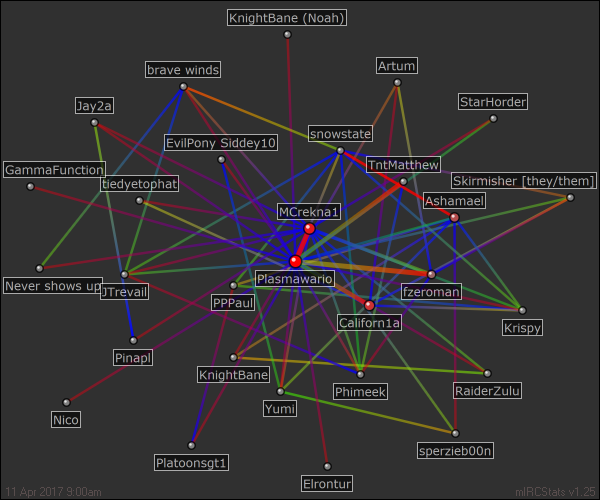 KnightBane (Noah)
brave winds
Artum
Jay2a
StarHorder
snowstate
EvilPony Siddey10
TntMatthew
GammaFunction
tiedyetophat
Skirmisher [they/them]
Ashamael
MCrekna1
Never shows up
JTrevail
Plasmawario
fzeroman
PPPaul
Californ1a
Krispy
Pinapl
KnightBane
Phimeek
RaiderZulu
Nico
Yumi
sperzieb00n
Platoonsgt1
Elrontur
11 Apr 2017 9:00am
mIRCStats v1.25